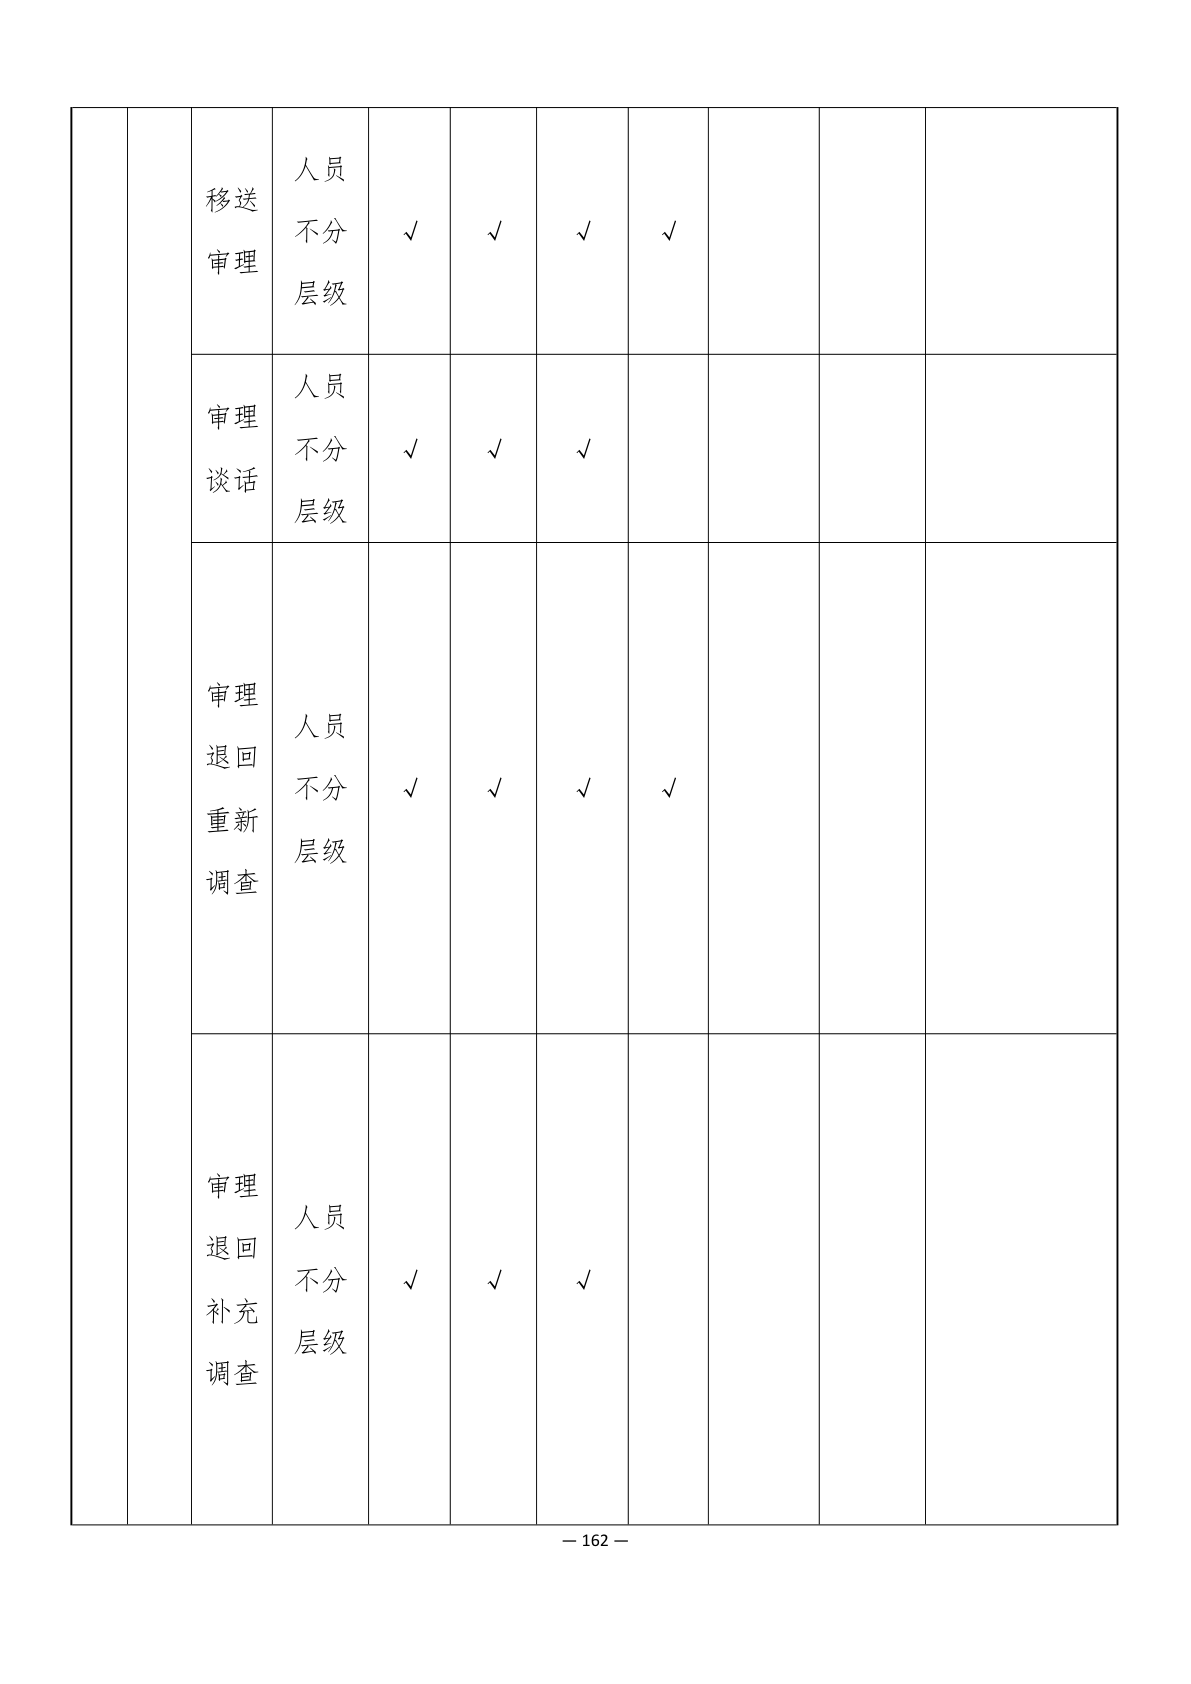 移送
审理
人员
不分
层级
√ √ √ √
审理
谈话
人员
不分
层级
√ √ √
审理
退回
重新
调查
人员
不分
层级
√ √ √ √
审理
退回
补充
调查
人员
不分
层级
√ √ √
— 162 —